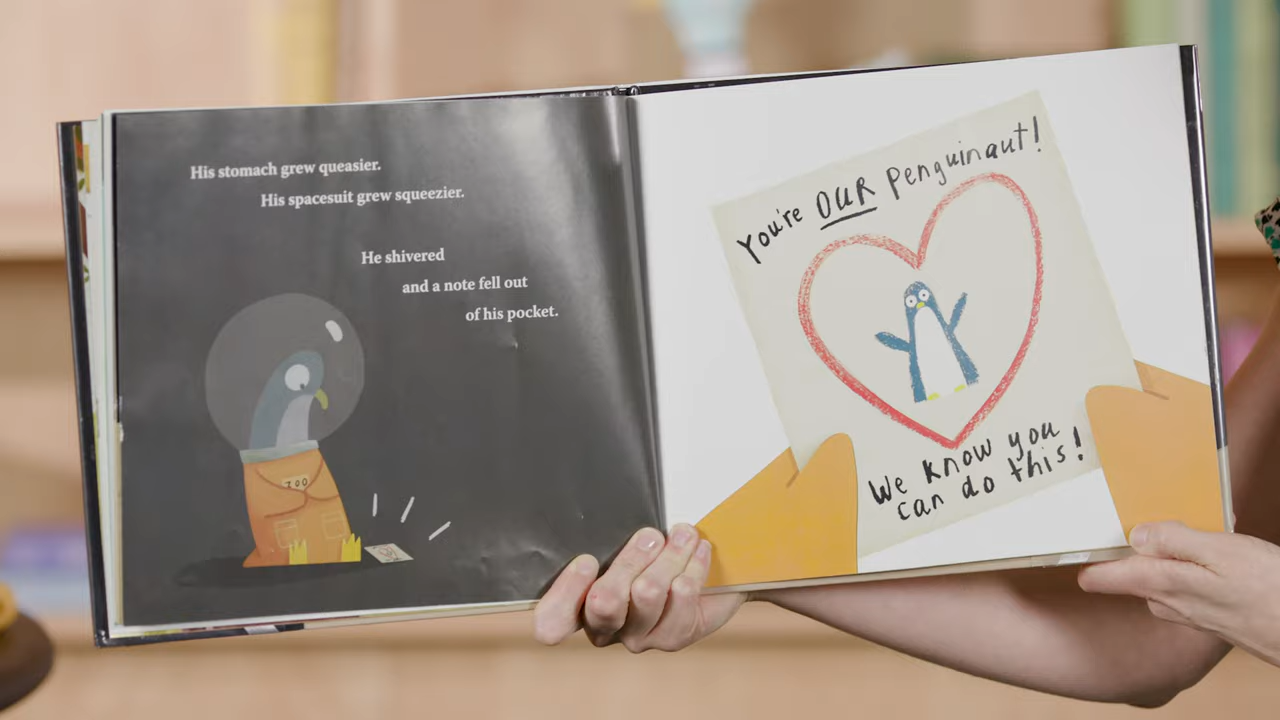 His stomach grew queasier.
His spacesuit grew squeezier.
He shivered
and a note fell out
of his pocket.
ZOO
You're OUR Penguinaut!
We know you
can do this!